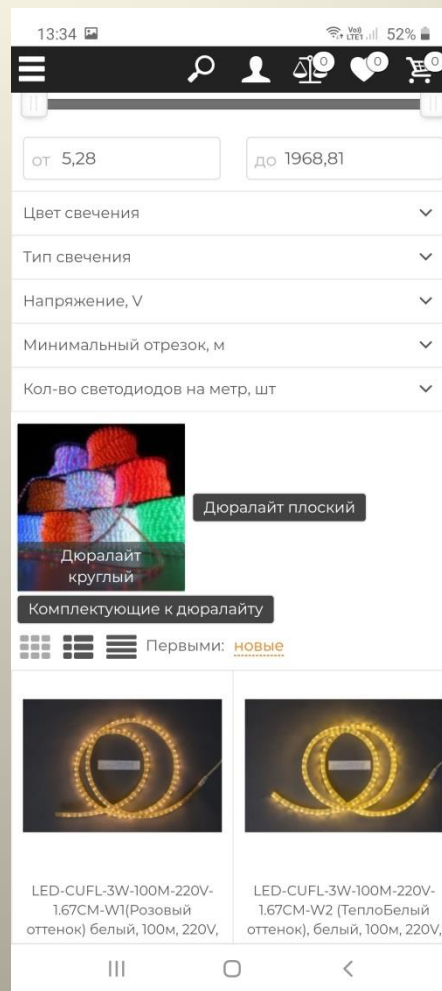 13:34
Vo))
LTE1
52%
0
0
0
от 5,28
до 1968,81
Цвет свечения
Тип свечения
Напряжение, V
Минимальный отрезок, м
Кол-во светодиодов на метр, шт
Дюралайт
круглый
Дюралайт плоский
Комплектующие к дюралайту
Первыми: новые
LED-CUFL-3W-100M-220V-
1.67CM-W1(Розовый
оттенок) белый, 100м, 220V,
LED-CUFL-3W-100M-220V-
1.67CM-W2 (ТеплоБелый
оттенок), белый, 100м, 220V,